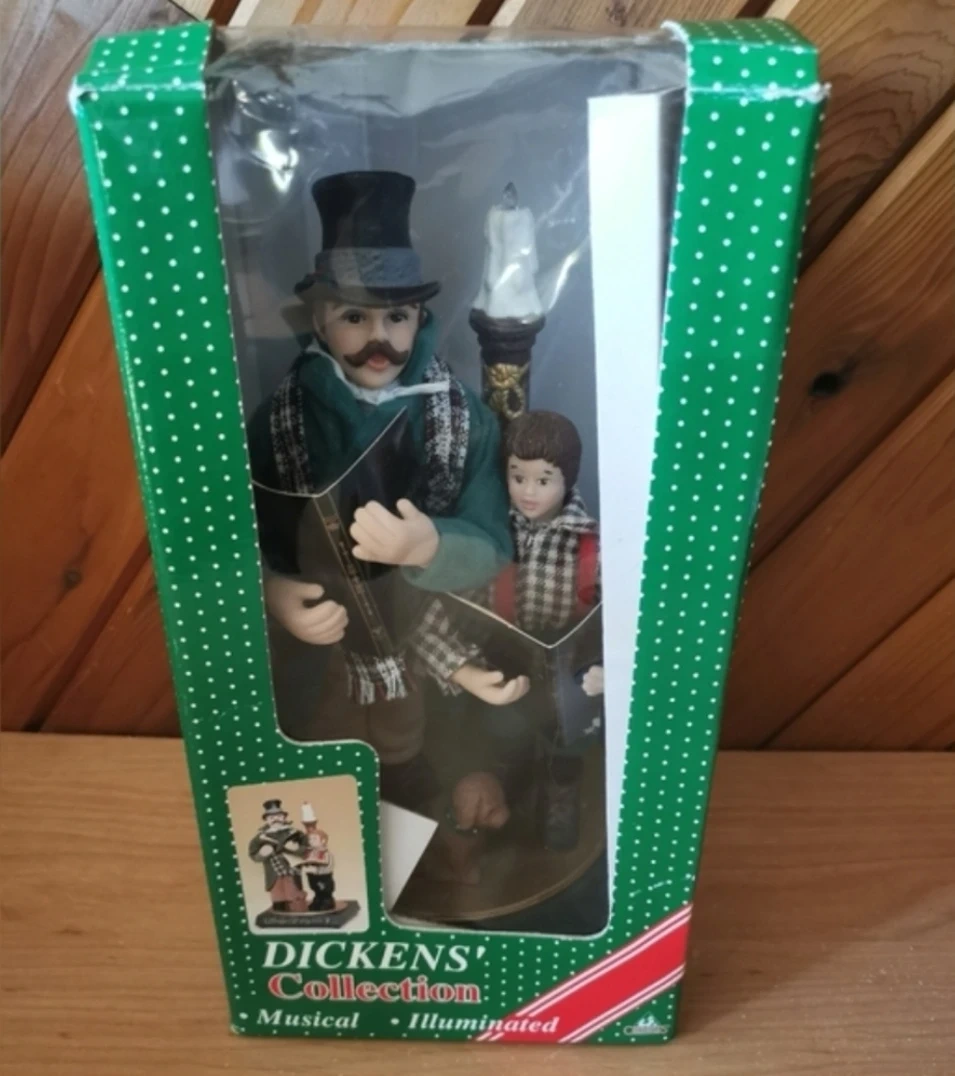 DICKENS'
Collection
• Musical • Illuminated